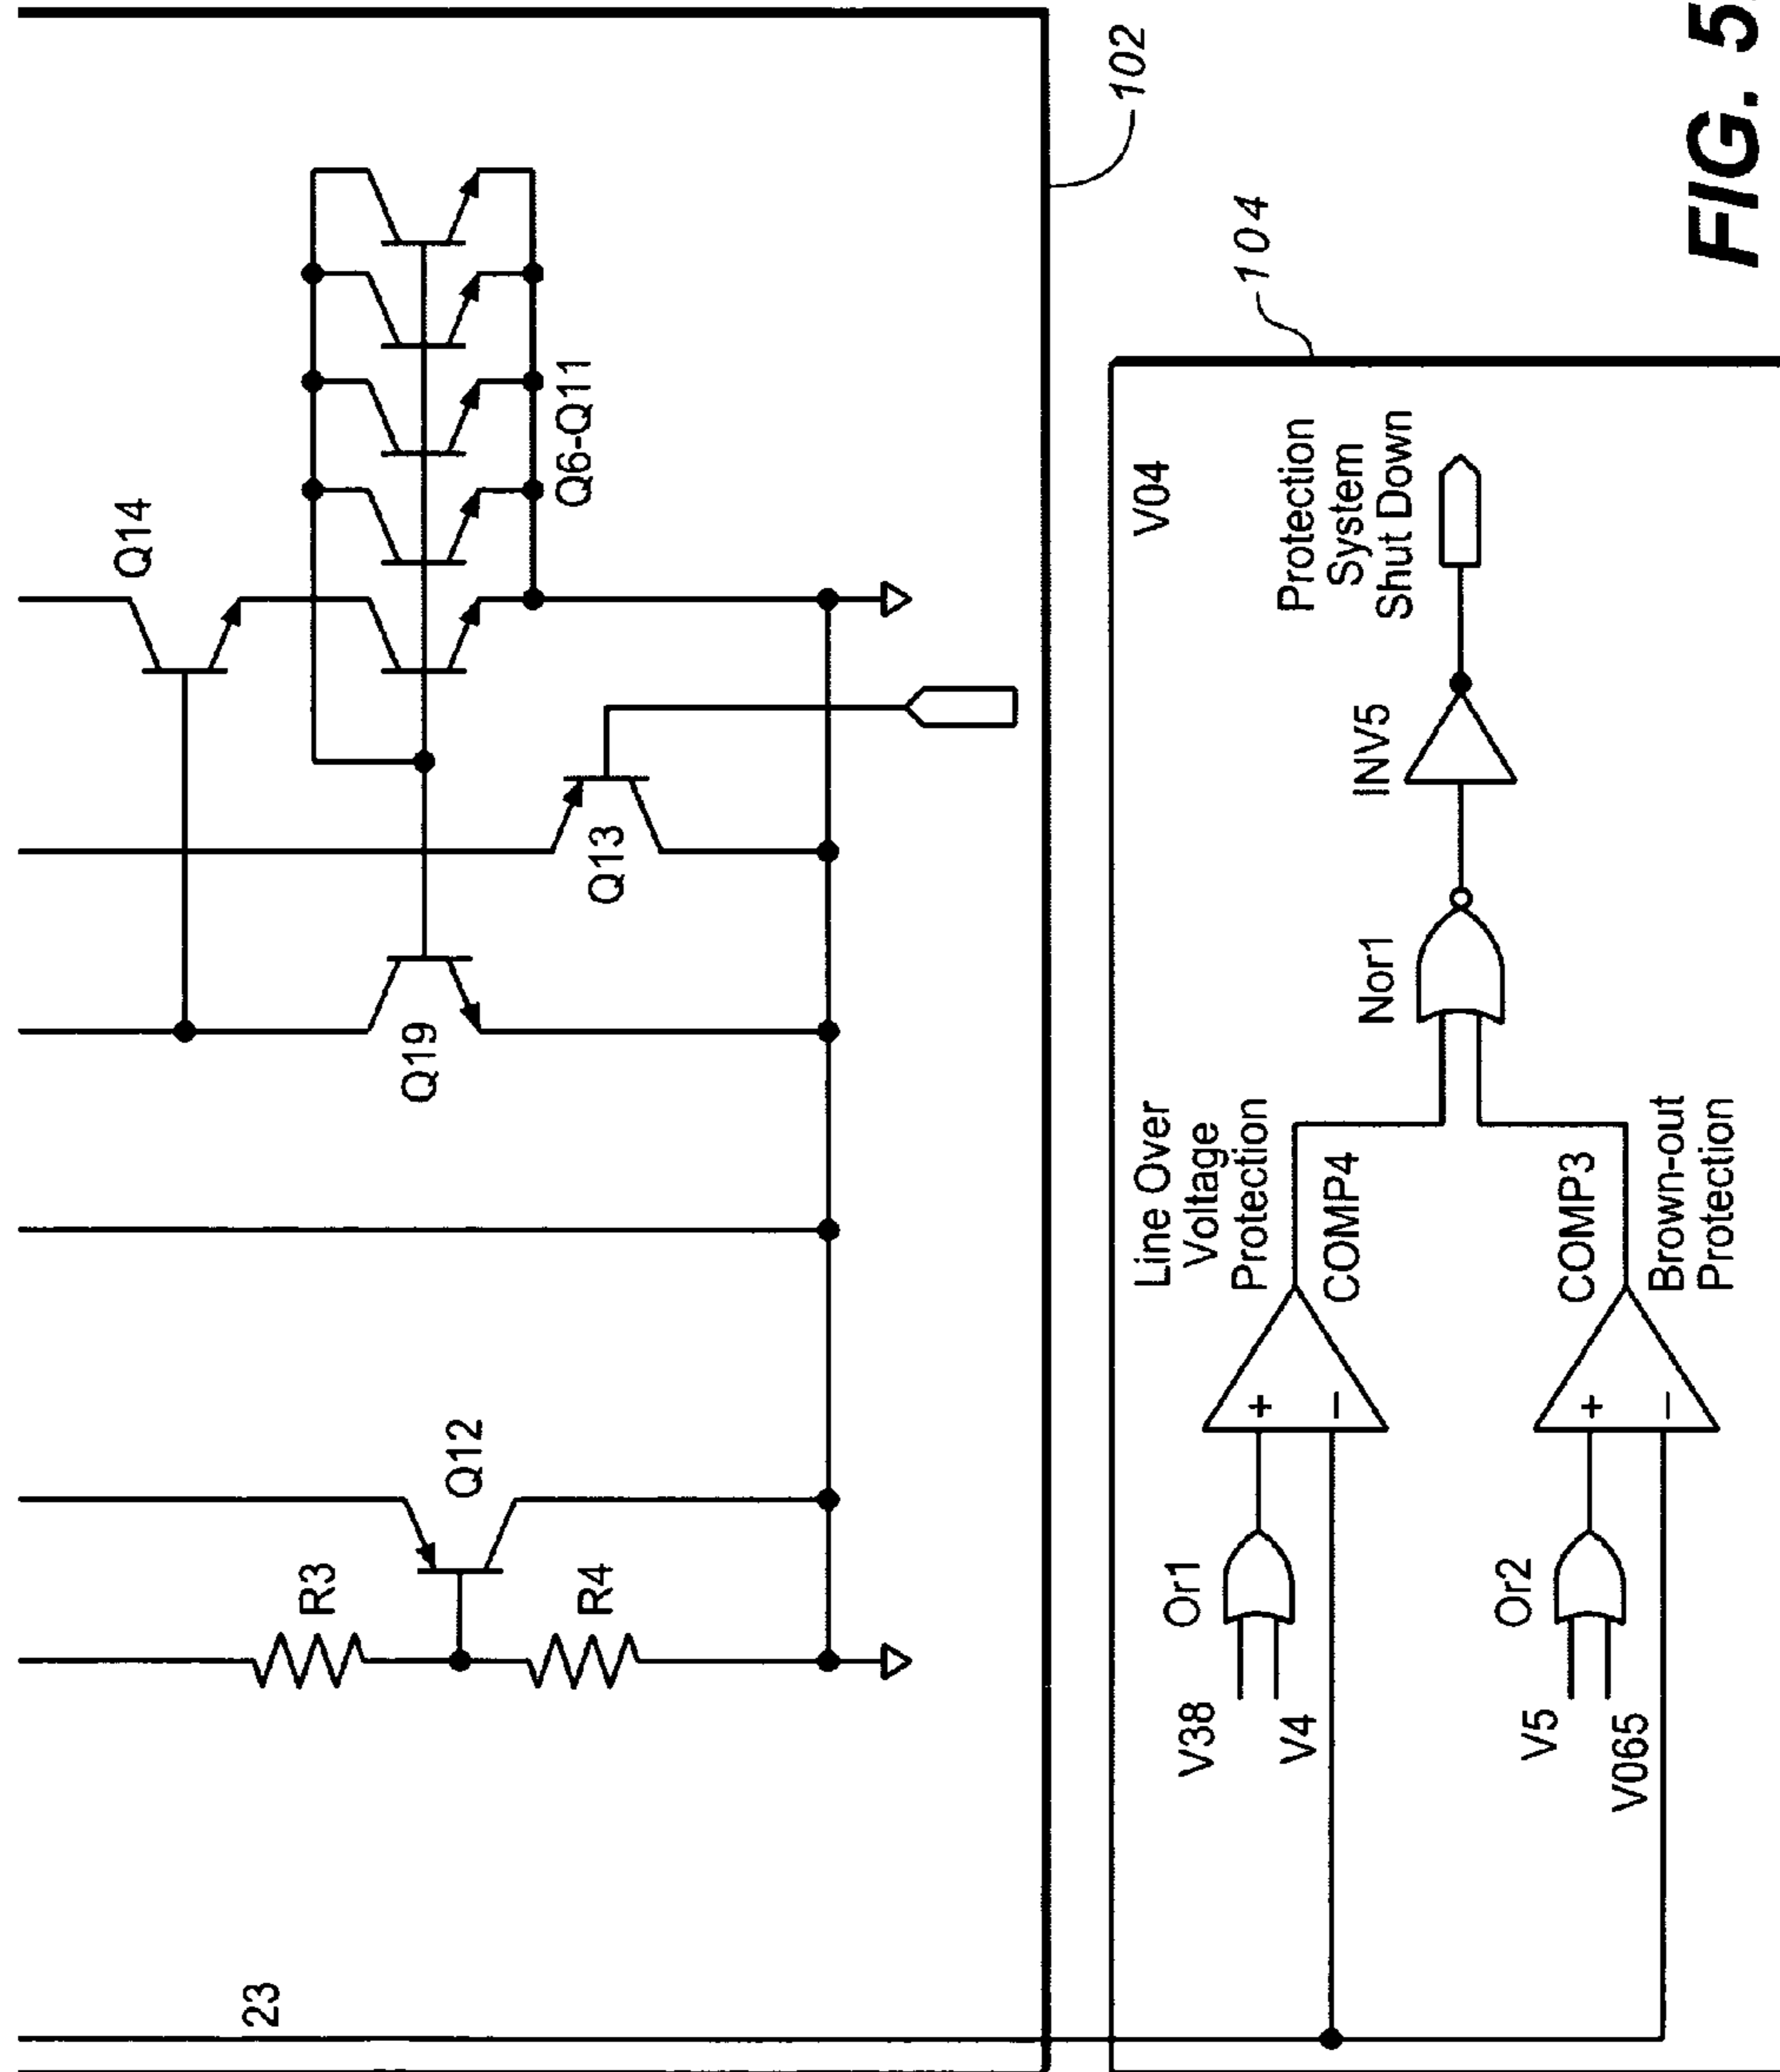 Q14
Q6-Q11
Q19
Q13
Q12
R3
R4
23
102
104
V04
Line Over
Voltage
Protection
COMP4
Or1
V38
V4
Nor1
INV5
Protection
System
Shut Down
Or2
V5
V065
+
−
+
−
COMP3
Brown-out
Protection
FIG. 5